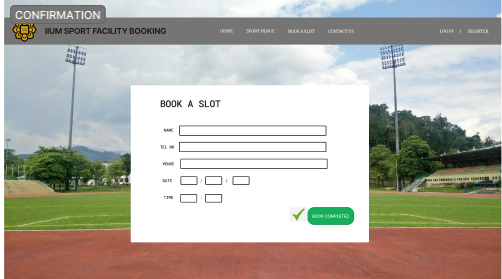 CONFIRMATION
IIUM SPORT FACILITY BOOKING
HOME SPORT VENUE BOOK A SLOT CONTACT US LOG IN | REGISTER
BOOK A SLOT
NAME
TEL NO
VENUE
DATE / /
TIME :
BOOK COMPLETED